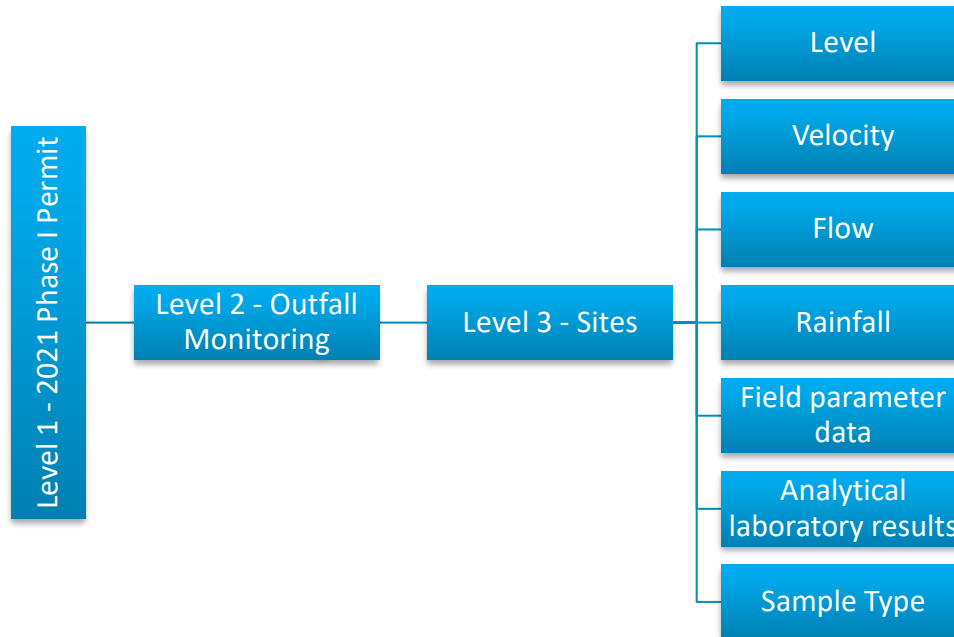 Level 1 - 2021 Phase I Permit
Level 2 - Outfall
Monitoring
Level 3 - Sites
Level
Velocity
Flow
Rainfall
Field parameter
data
Analytical
laboratory results
Sample Type